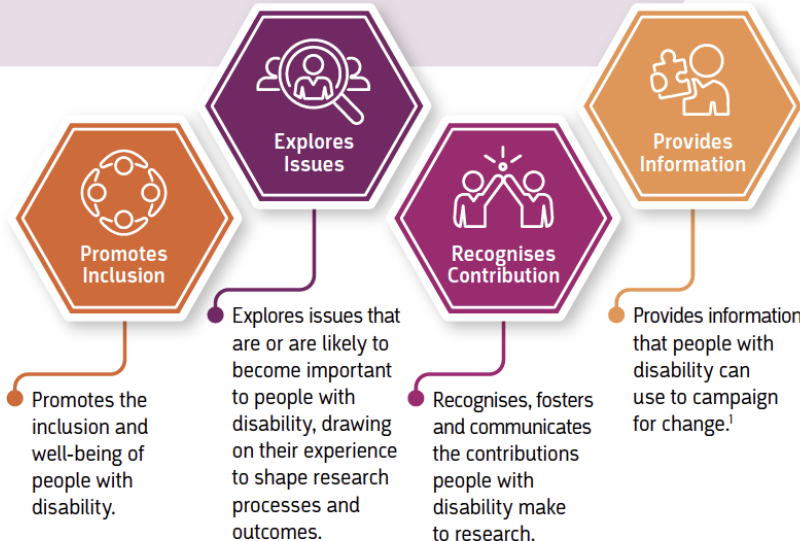 Promotes
Inclusion
Promotes the
inclusion and
well-being of
people with
disability.
Explores
Issues
Explores issues that
are or are likely to
become important
to people with
disability, drawing
on their experience
to shape research
processes and
outcomes.
Recognises
Contribution
Recognises, fosters
and communicates
the contributions
people with
disability make
to research.
Provides
Information
Provides information
that people with
disability can
use to campaign
for change.¹